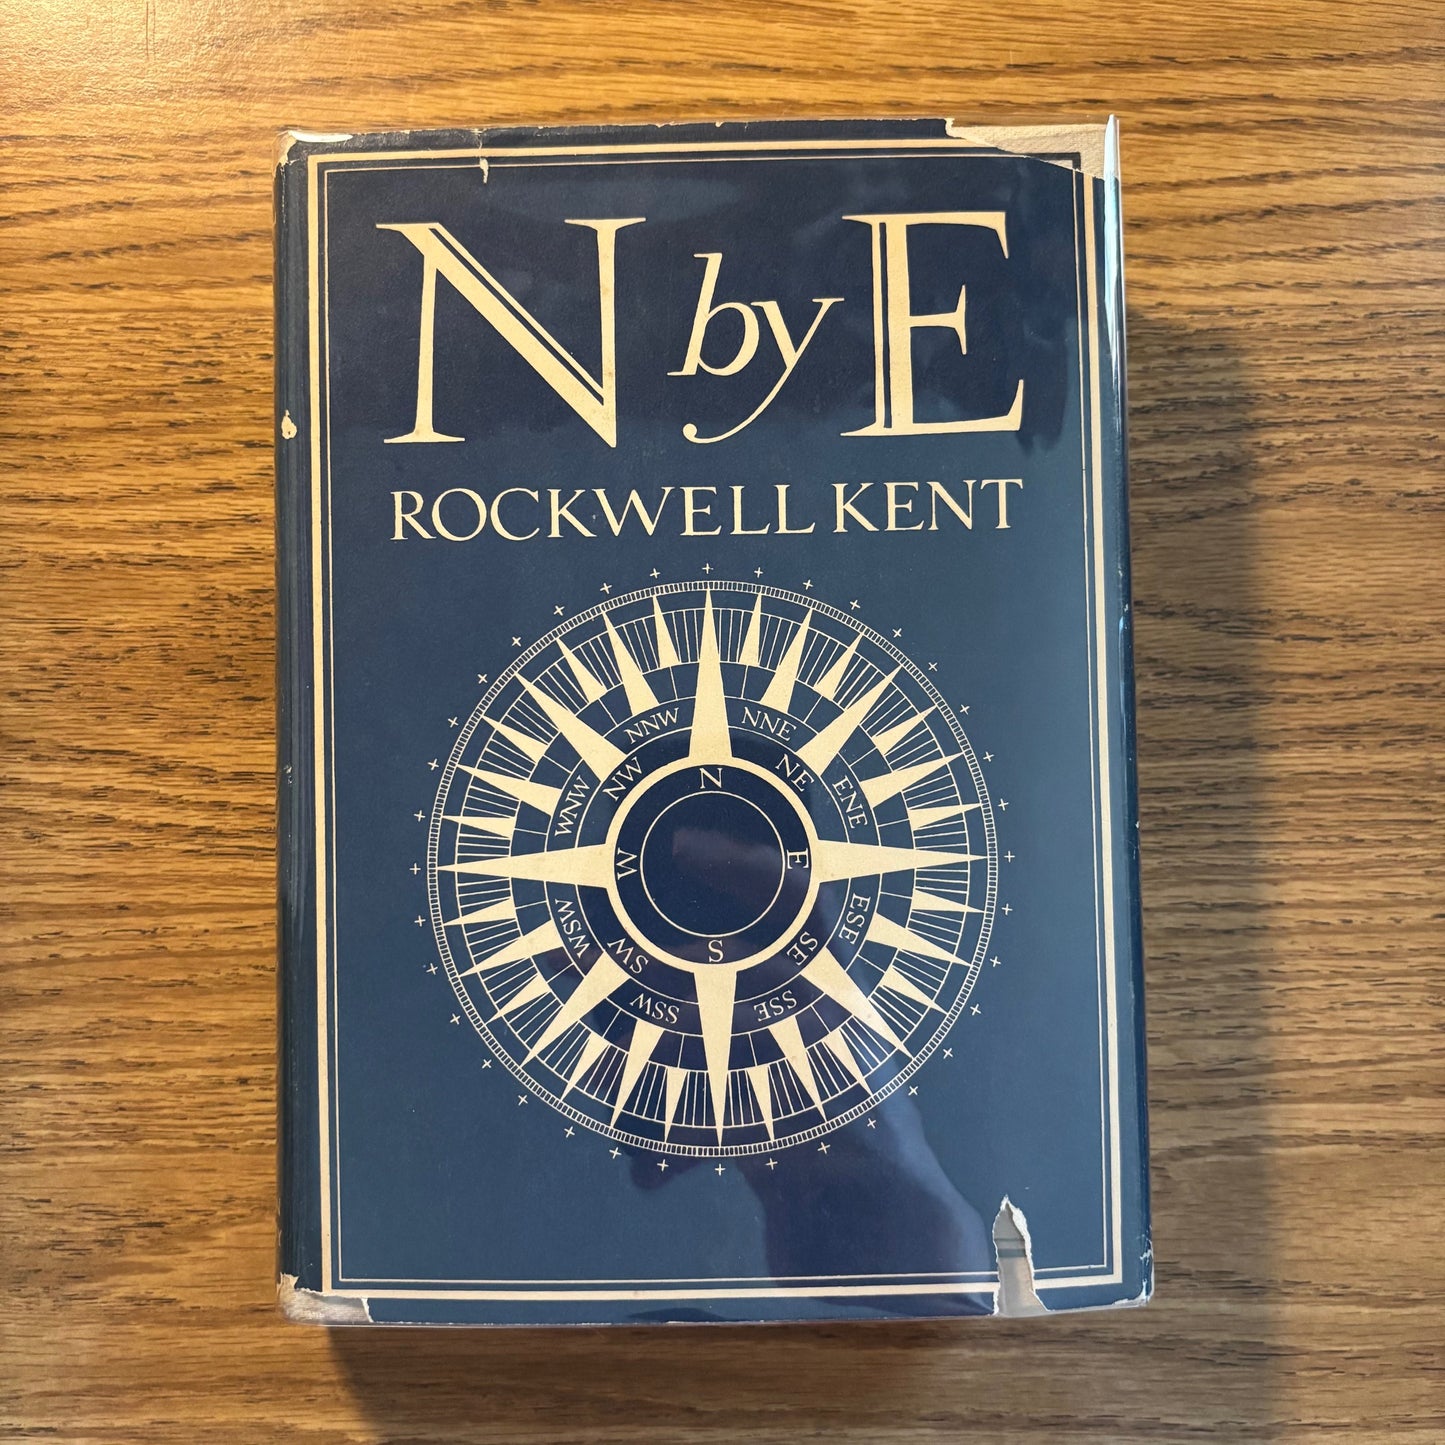 N by E
ROCKWELL KENT
NNW NNE
NW N NE
WNW ENE
W E
WSW ESE
SW S SE
SSW SSE